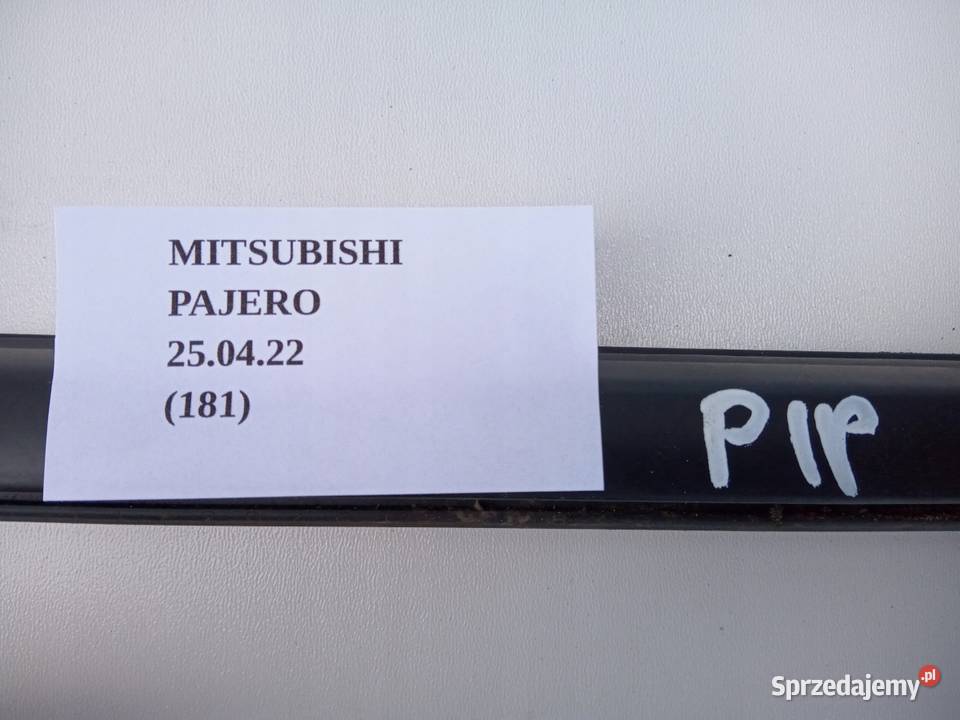 MITSUBISHI
PAJERO
25.04.22
(181)
PIP
Sprzedajemy.pl